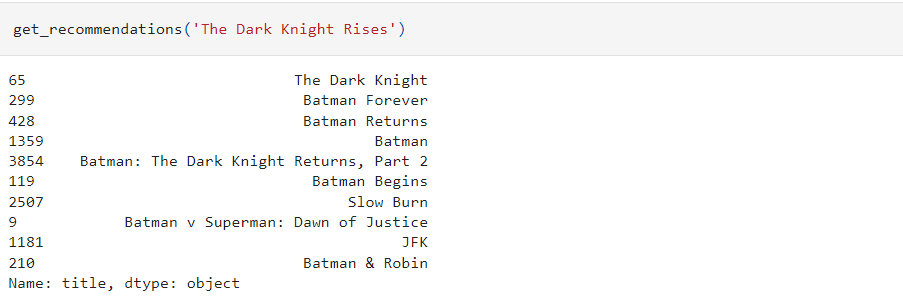 get_recommendations('The Dark Knight Rises')
65 The Dark Knight
299 Batman Forever
428 Batman Returns
1359 Batman
3854 Batman: The Dark Knight Returns, Part 2
119 Batman Begins
2507 Slow Burn
9 Batman v Superman: Dawn of Justice
1181 JFK
210 Batman & Robin
Name: title, dtype: object